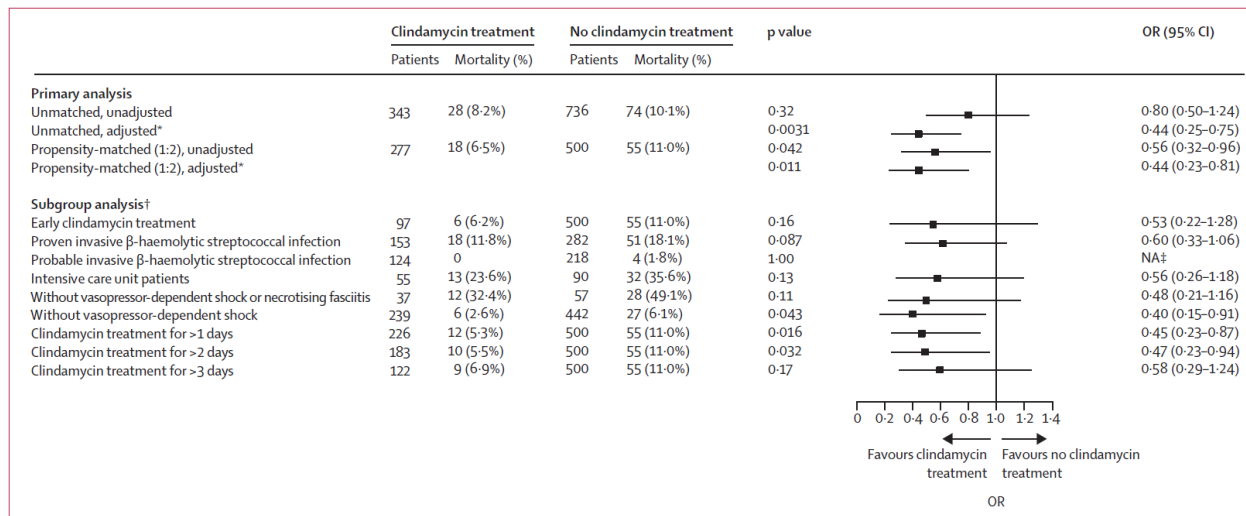 Clindamycin treatment No clindamycin treatment p value OR (95% CI)
Patients Mortality (%) Patients Mortality (%)
Primary analysis
Unmatched, unadjusted 343 28 (8·2%) 736 74 (10·1%) 0·32 0·80 (0·50–1·24)
Unmatched, adjusted* 0·0031 0·44 (0·25–0·75)
Propensity-matched (1:2), unadjusted 277 18 (6·5%) 500 55 (11·0%) 0·042 0·56 (0·32–0·96)
Propensity-matched (1:2), adjusted* 0·011 0·44 (0·23–0·81)
Subgroup analysis†
Early clindamycin treatment 97 6 (6·2%) 500 55 (11·0%) 0·16 0·53 (0·22–1·28)
Proven invasive β-haemolytic streptococcal infection 153 18 (11·8%) 282 51 (18·1%) 0·087 0·60 (0·33–1·06)
Probable invasive β-haemolytic streptococcal infection 124 0 218 4 (1·8%) 1·00 NA‡
Intensive care unit patients 55 13 (23·6%) 90 32 (35·6%) 0·13 0·56 (0·26–1·18)
Without vasopressor-dependent shock or necrotising fasciitis 37 12 (32·4%) 57 28 (49·1%) 0·11 0·48 (0·21–1·16)
Without vasopressor-dependent shock 239 6 (2·6%) 442 27 (6·1%) 0·043 0·40 (0·15–0·91)
Clindamycin treatment for >1 days 226 12 (5·3%) 500 55 (11·0%) 0·016 0·45 (0·23–0·87)
Clindamycin treatment for >2 days 183 10 (5·5%) 500 55 (11·0%) 0·032 0·47 (0·23–0·94)
Clindamycin treatment for >3 days 122 9 (6·9%) 500 55 (11·0%) 0·17 0·58 (0·29–1·24)
0 0·2 0·4 0·6 0·8 1·0 1·2 1·4
Favours clindamycin Favours no clindamycin
treatment treatment
OR